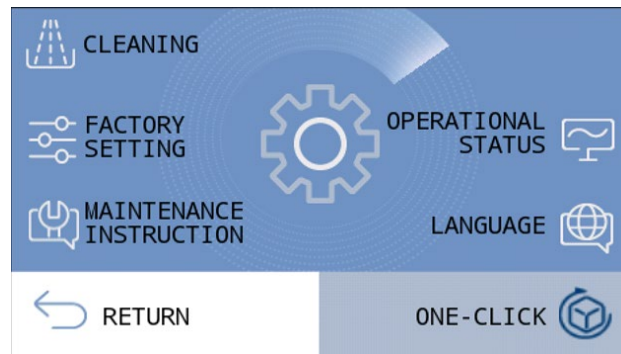 CLEANING
FACTORY
SETTING
MAINTENANCE
INSTRUCTION
OPERATIONAL
STATUS
LANGUAGE
RETURN
ONE-CLICK